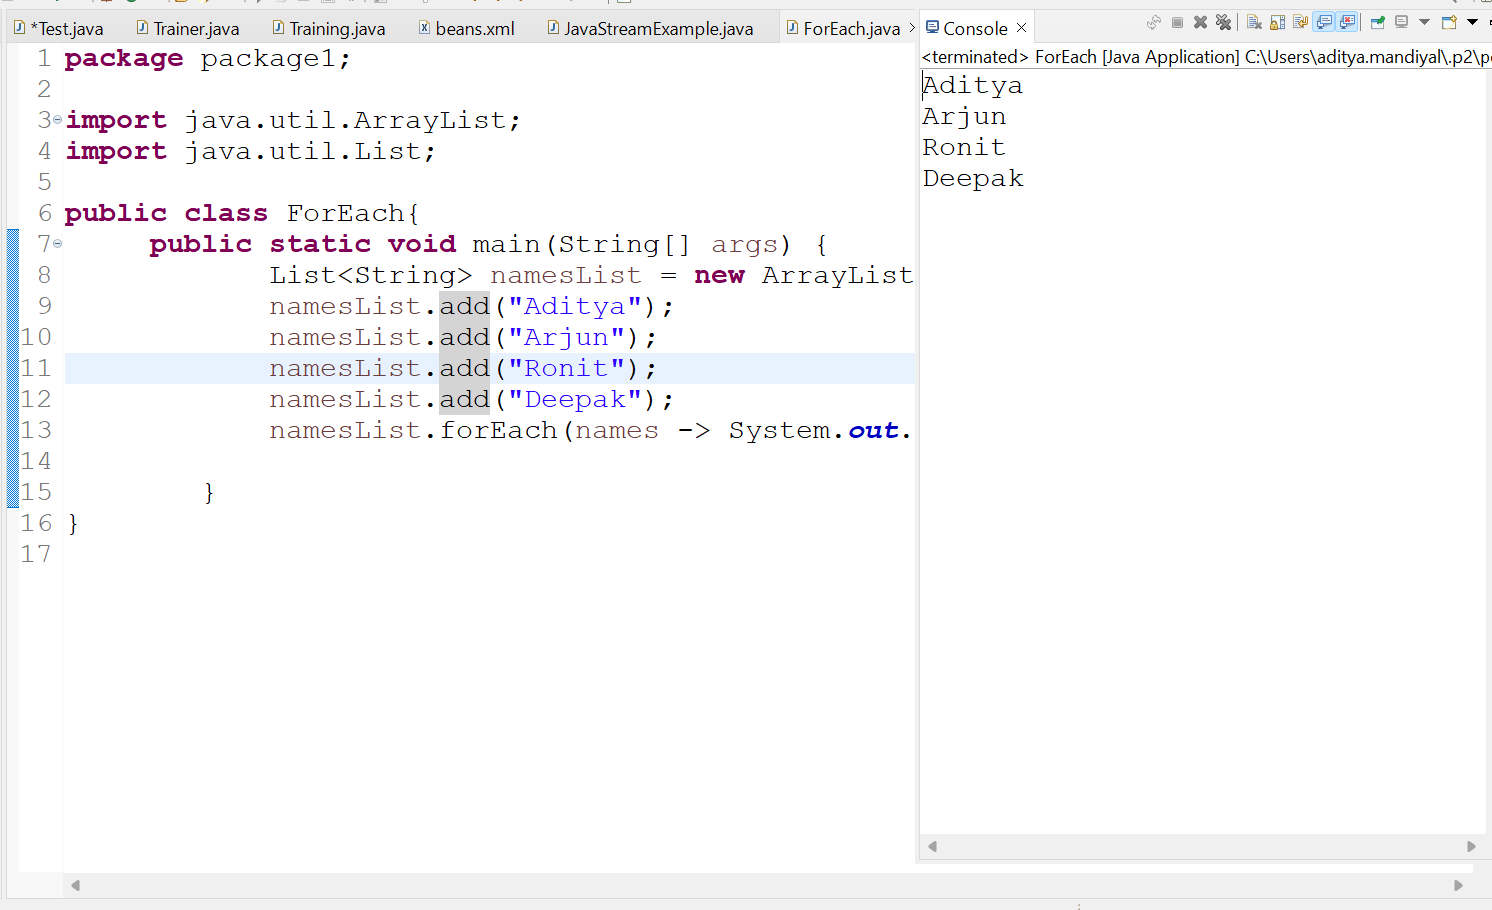 *Test.java Trainer.java Training.java beans.xml JavaStreamExample.java ForEach.java
1 package package1;
2
3 import java.util.ArrayList;
4 import java.util.List;
5
6 public class ForEach{
7 public static void main(String[] args) {
8 List<String> namesList = new ArrayList
9 namesList.add("Aditya");
10 namesList.add("Arjun");
11 namesList.add("Ronit");
12 namesList.add("Deepak");
13 namesList.forEach(names -> System.out.
14
15 }
16 }
17
Console
<terminated> ForEach [Java Application] C:\Users\aditya.mandiyal\.p2\p
Aditya
Arjun
Ronit
Deepak